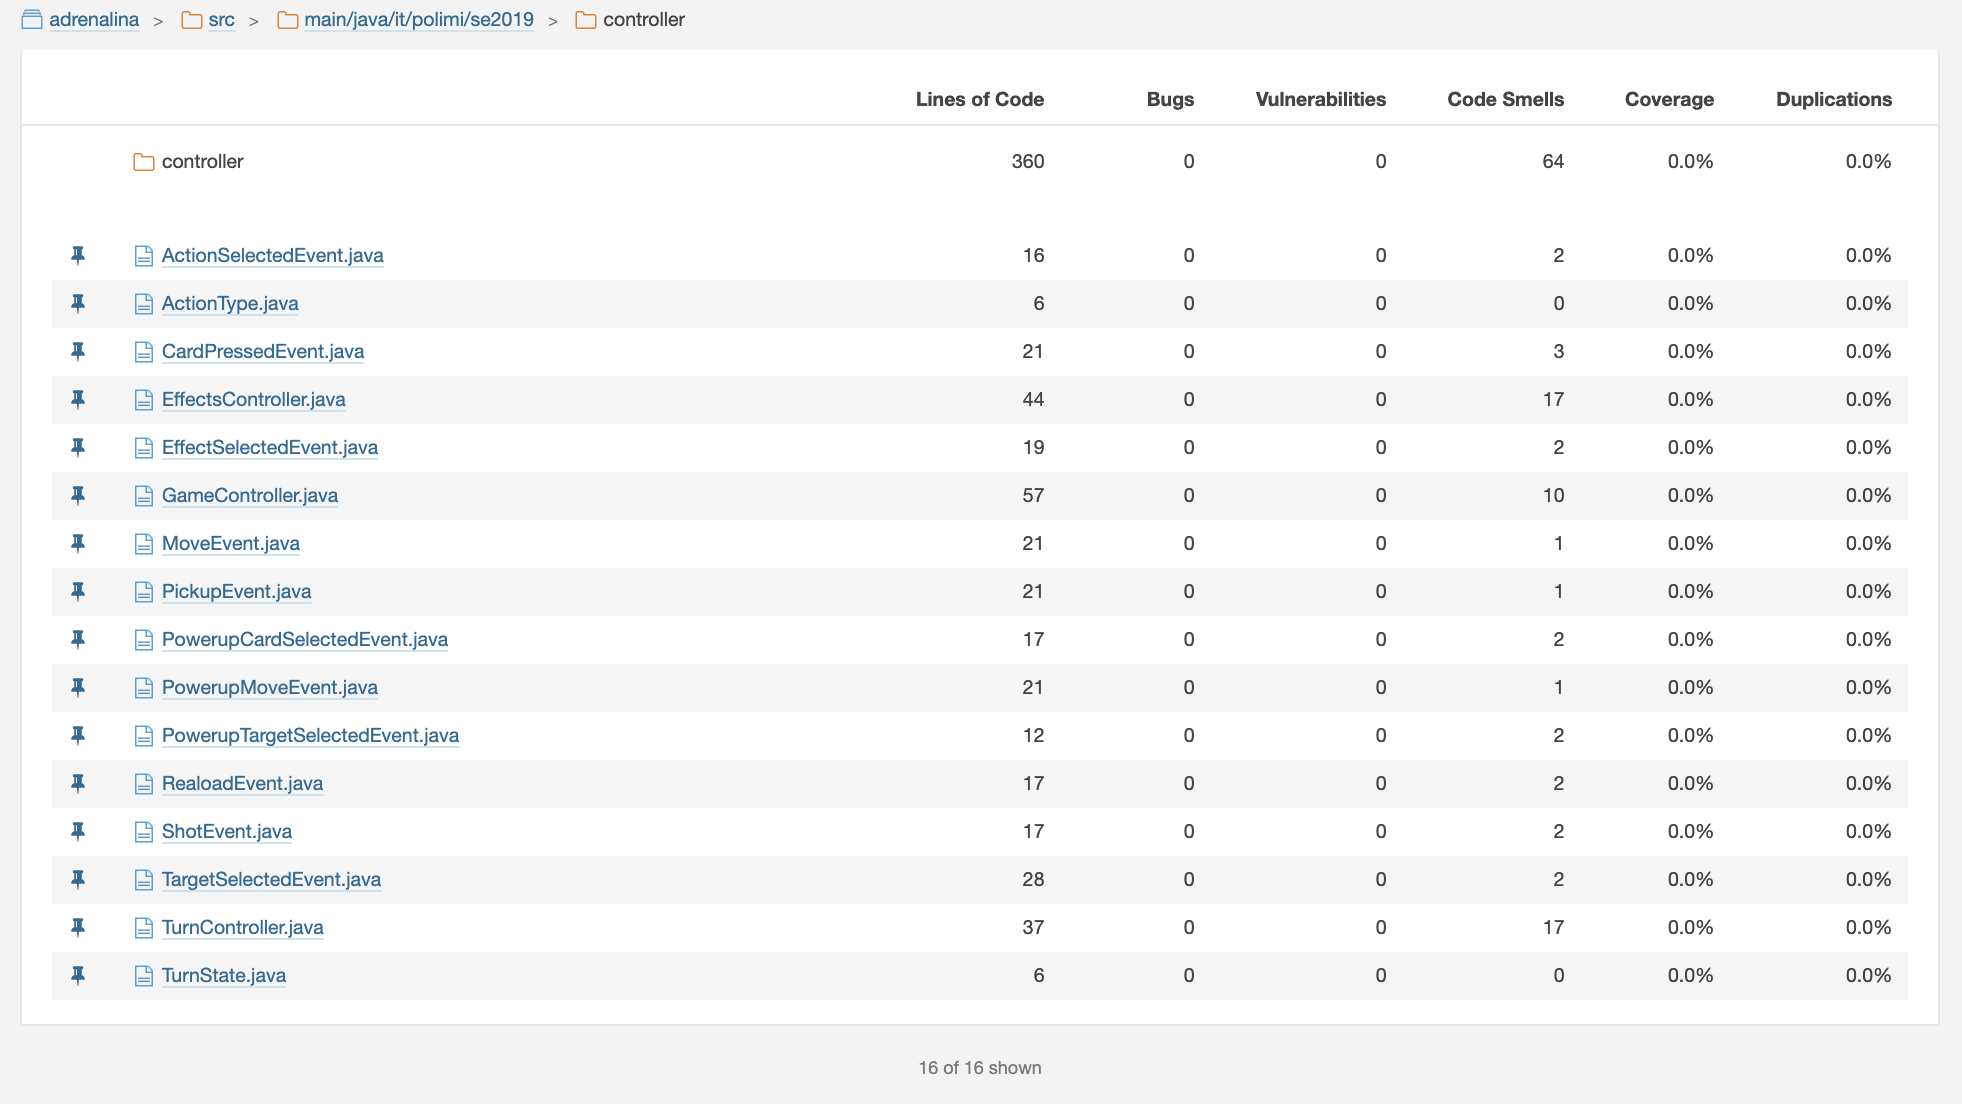 adrenalina > src > main/java/it/polimi/se2019 > controller
Lines of Code Bugs Vulnerabilities Code Smells Coverage Duplications
controller 360 0 0 64 0.0% 0.0%
ActionSelectedEvent.java 16 0 0 2 0.0% 0.0%
ActionType.java 6 0 0 0 0.0% 0.0%
CardPressedEvent.java 21 0 0 3 0.0% 0.0%
EffectsController.java 44 0 0 17 0.0% 0.0%
EffectSelectedEvent.java 19 0 0 2 0.0% 0.0%
GameController.java 57 0 0 10 0.0% 0.0%
MoveEvent.java 21 0 0 1 0.0% 0.0%
PickupEvent.java 21 0 0 1 0.0% 0.0%
PowerupCardSelectedEvent.java 17 0 0 2 0.0% 0.0%
PowerupMoveEvent.java 21 0 0 1 0.0% 0.0%
PowerupTargetSelectedEvent.java 12 0 0 2 0.0% 0.0%
RealoadEvent.java 17 0 0 2 0.0% 0.0%
ShotEvent.java 17 0 0 2 0.0% 0.0%
TargetSelectedEvent.java 28 0 0 2 0.0% 0.0%
TurnController.java 37 0 0 17 0.0% 0.0%
TurnState.java 6 0 0 0 0.0% 0.0%
16 of 16 shown